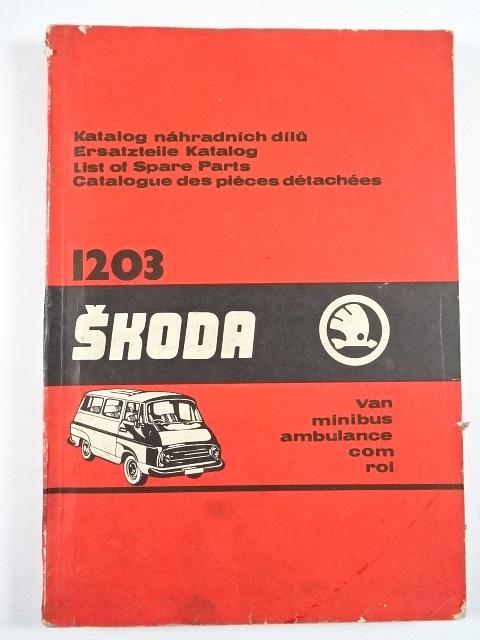 Katalog náhradních dílů
Ersatzteile Katalog
List of Spare Parts
Catalogue des pièces détachées
1203
ŠKODA
van
minibus
ambulance
com
rol